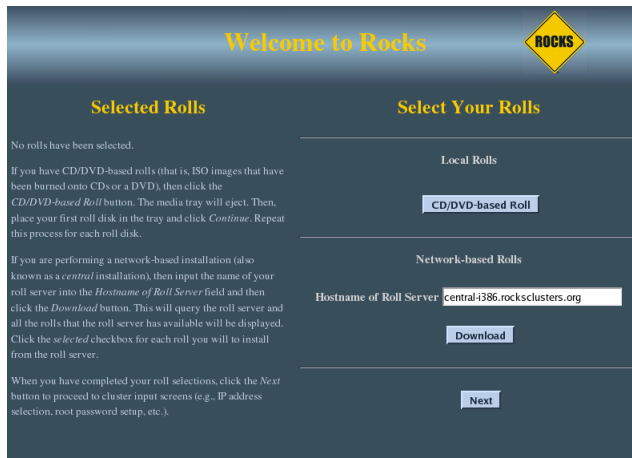 Welcome to Rocks
ROCKS
Selected Rolls
No rolls have been selected.
If you have CD/DVD-based rolls (that is, ISO images that have
been burned onto CDs or a DVD), then click the
CD/DVD-based Roll button. The media tray will eject. Then,
place your first roll disk in the tray and click Continue. Repeat
this process for each roll disk.
If you are performing a network-based installation (also
known as a central installation), then input the name of your
roll server into the Hostname of Roll Server field and then
click the Download button. This will query the roll server and
all the rolls that the roll server has available will be displayed.
Click the selected checkbox for each roll you will to install
from the roll server.
When you have completed your roll selections, click the Next
button to proceed to cluster input screens (e.g., IP address
selection, root password setup, etc.).
Select Your Rolls
Local Rolls
CD/DVD-based Roll
Network-based Rolls
Hostname of Roll Server central-i386.rocksclusters.org
Download
Next